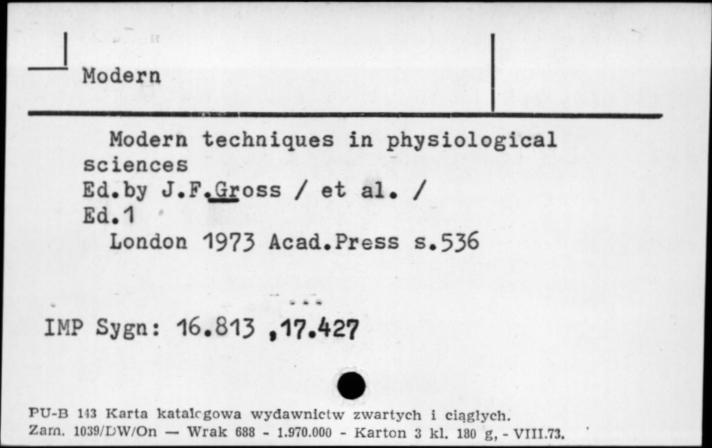 Modern
Modern techniques in physiological
sciences
Ed.by J.F.Gross / et al. /
Ed.1
London 1973 Acad.Press s.536
IMP Sygn: 16.813 ,17.427
PU-B 143 Karta katalogowa wydawnictw zwartych i ciągłych.
Zam. 1039/DW/On — Wrak 688 - 1.970.000 - Karton 3 kl. 180 g, - VIII.73.